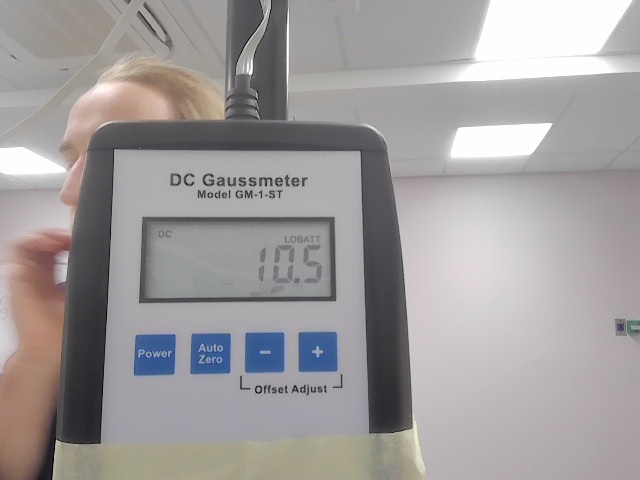 DC Gaussmeter
Model GM-1-ST
DC
LOBATT
10.5
Power
Auto
Zero
-
+
Offset Adjust